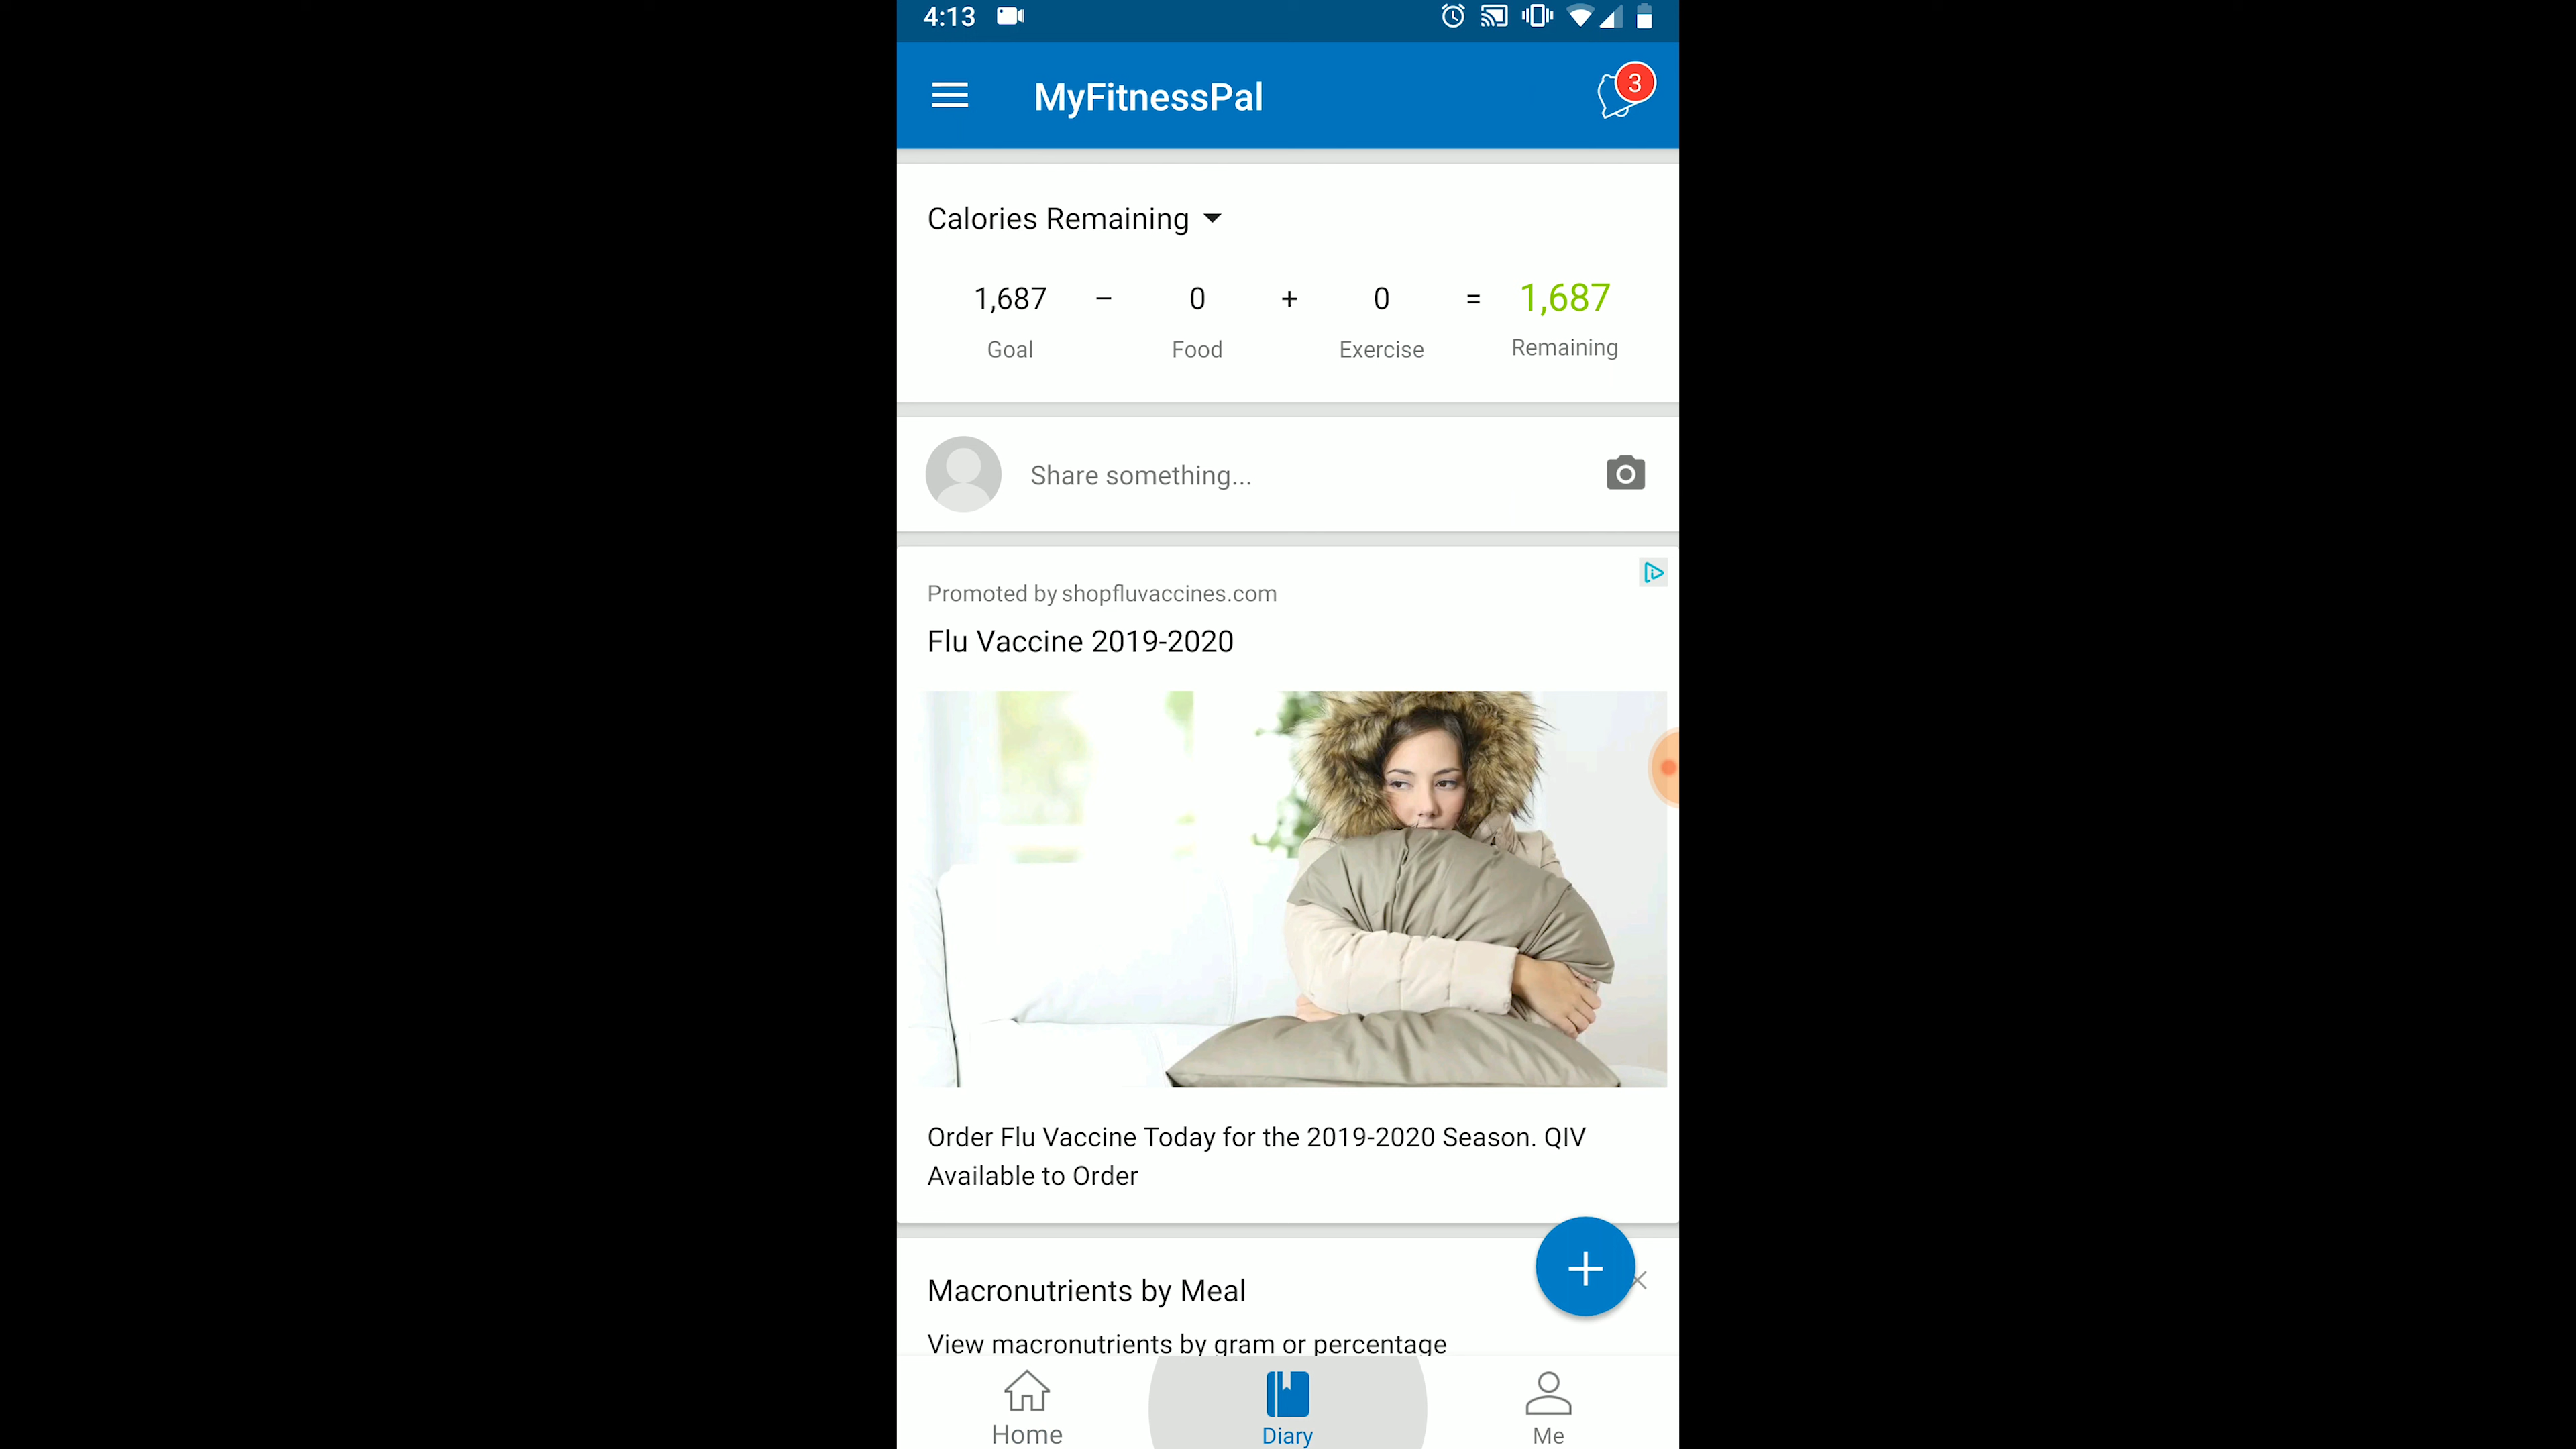 4:13
MyFitnessPal
3
Calories Remaining
1,687 – 0 + 0 = 1,687
Goal Food Exercise Remaining
Share something...
Promoted by shopfluvaccines.com
Flu Vaccine 2019-2020
Order Flu Vaccine Today for the 2019-2020 Season. QIV
Available to Order
Macronutrients by Meal
View macronutrients by gram or percentage
Home Diary Me